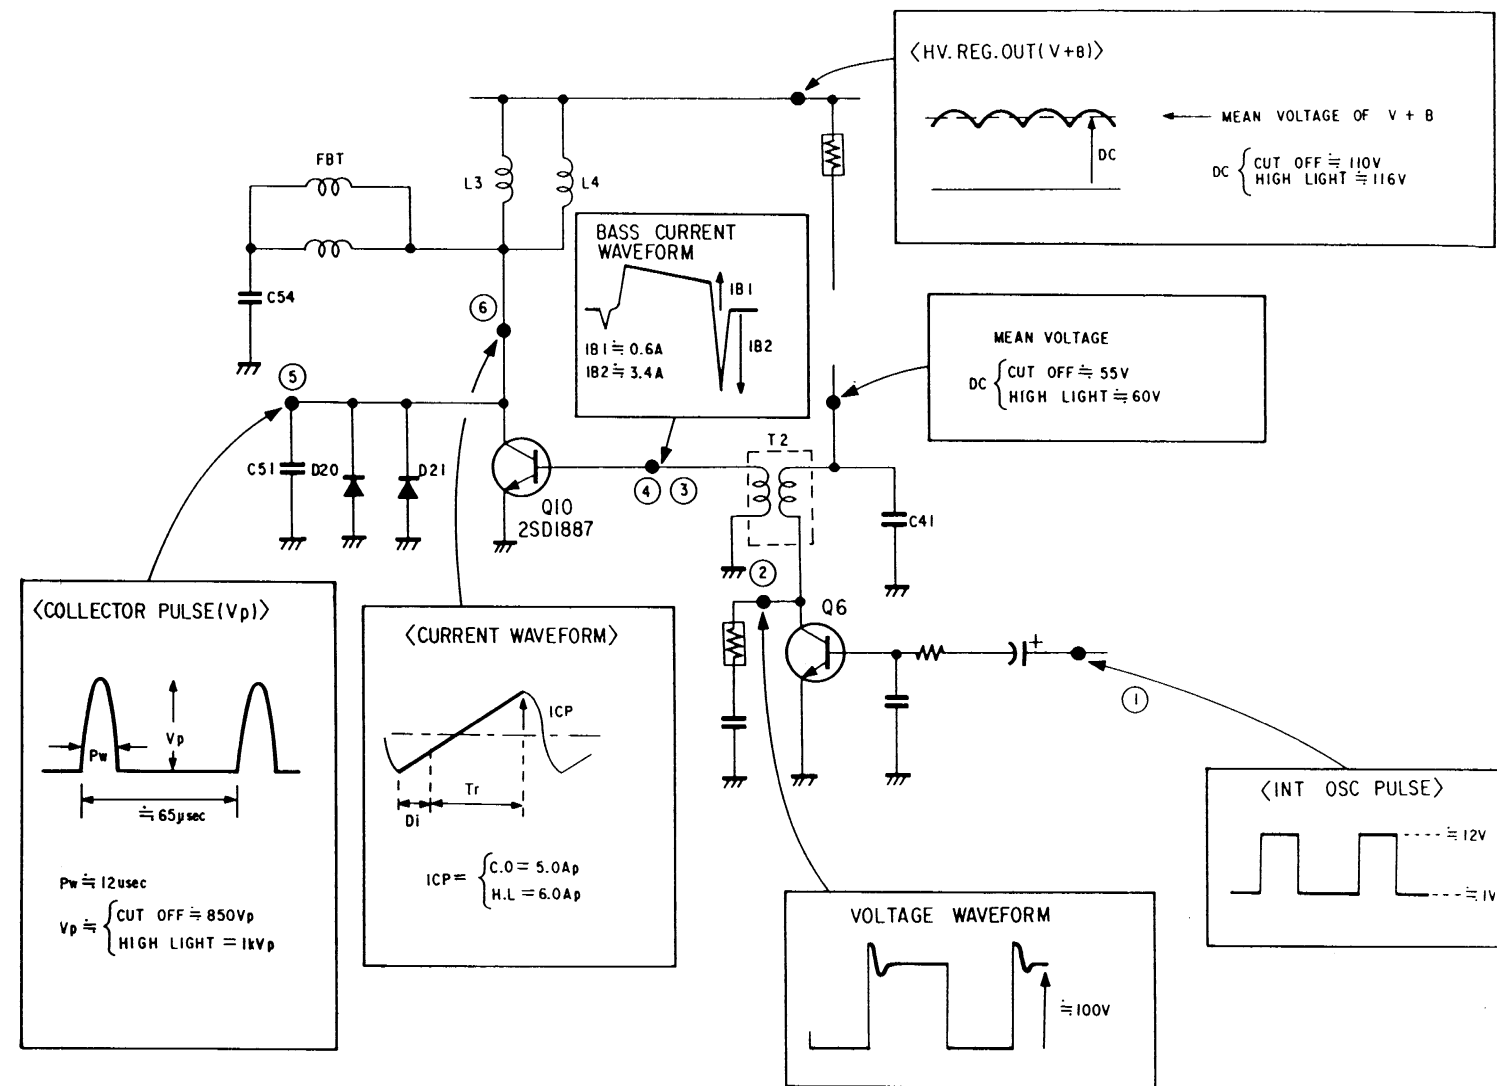 〈HV. REG. OUT(V+B)〉
MEAN VOLTAGE OF V + B
DC
DC { CUT OFF ≒ 110V
HIGH LIGHT ≒ 116V
FBT
L3
L4
C54
BASS CURRENT
WAVEFORM
IB1
IB2
IB1 ≒ 0.6A
IB2 ≒ 3.4A
MEAN VOLTAGE
DC { CUT OFF ≒ 55V
HIGH LIGHT ≒ 60V
⑥
⑤
C51
D20
D21
Q10
2SD1887
④ ③
T2
C41
②
Q6
+
①
〈COLLECTOR PULSE(Vp)〉
Pw
Vp
≒ 65µsec
Pw ≒ 12usec
Vp ≒ { CUT OFF ≒ 850Vp
HIGH LIGHT = 1kVp
〈CURRENT WAVEFORM〉
ICP
Tr
Di
ICP = { C.O = 5.0Ap
H.L = 6.0Ap
VOLTAGE WAVEFORM
≒ 100V
〈INT OSC PULSE〉
≒ 12V
≒ 1V